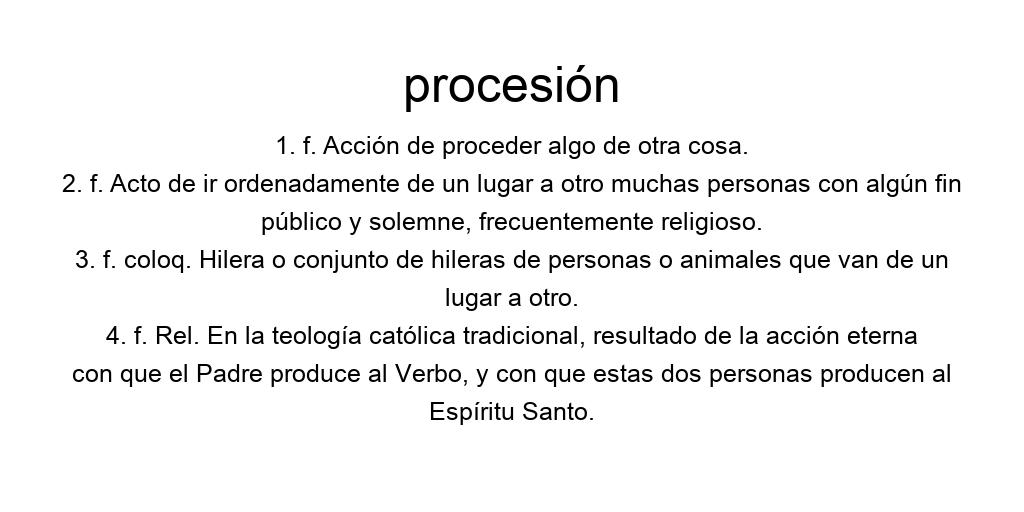 procesión
1. f. Acción de proceder algo de otra cosa.
2. f. Acto de ir ordenadamente de un lugar a otro muchas personas con algún fin
público y solemne, frecuentemente religioso.
3. f. coloq. Hilera o conjunto de hileras de personas o animales que van de un
lugar a otro.
4. f. Rel. En la teología católica tradicional, resultado de la acción eterna
con que el Padre produce al Verbo, y con que estas dos personas producen al
Espíritu Santo.